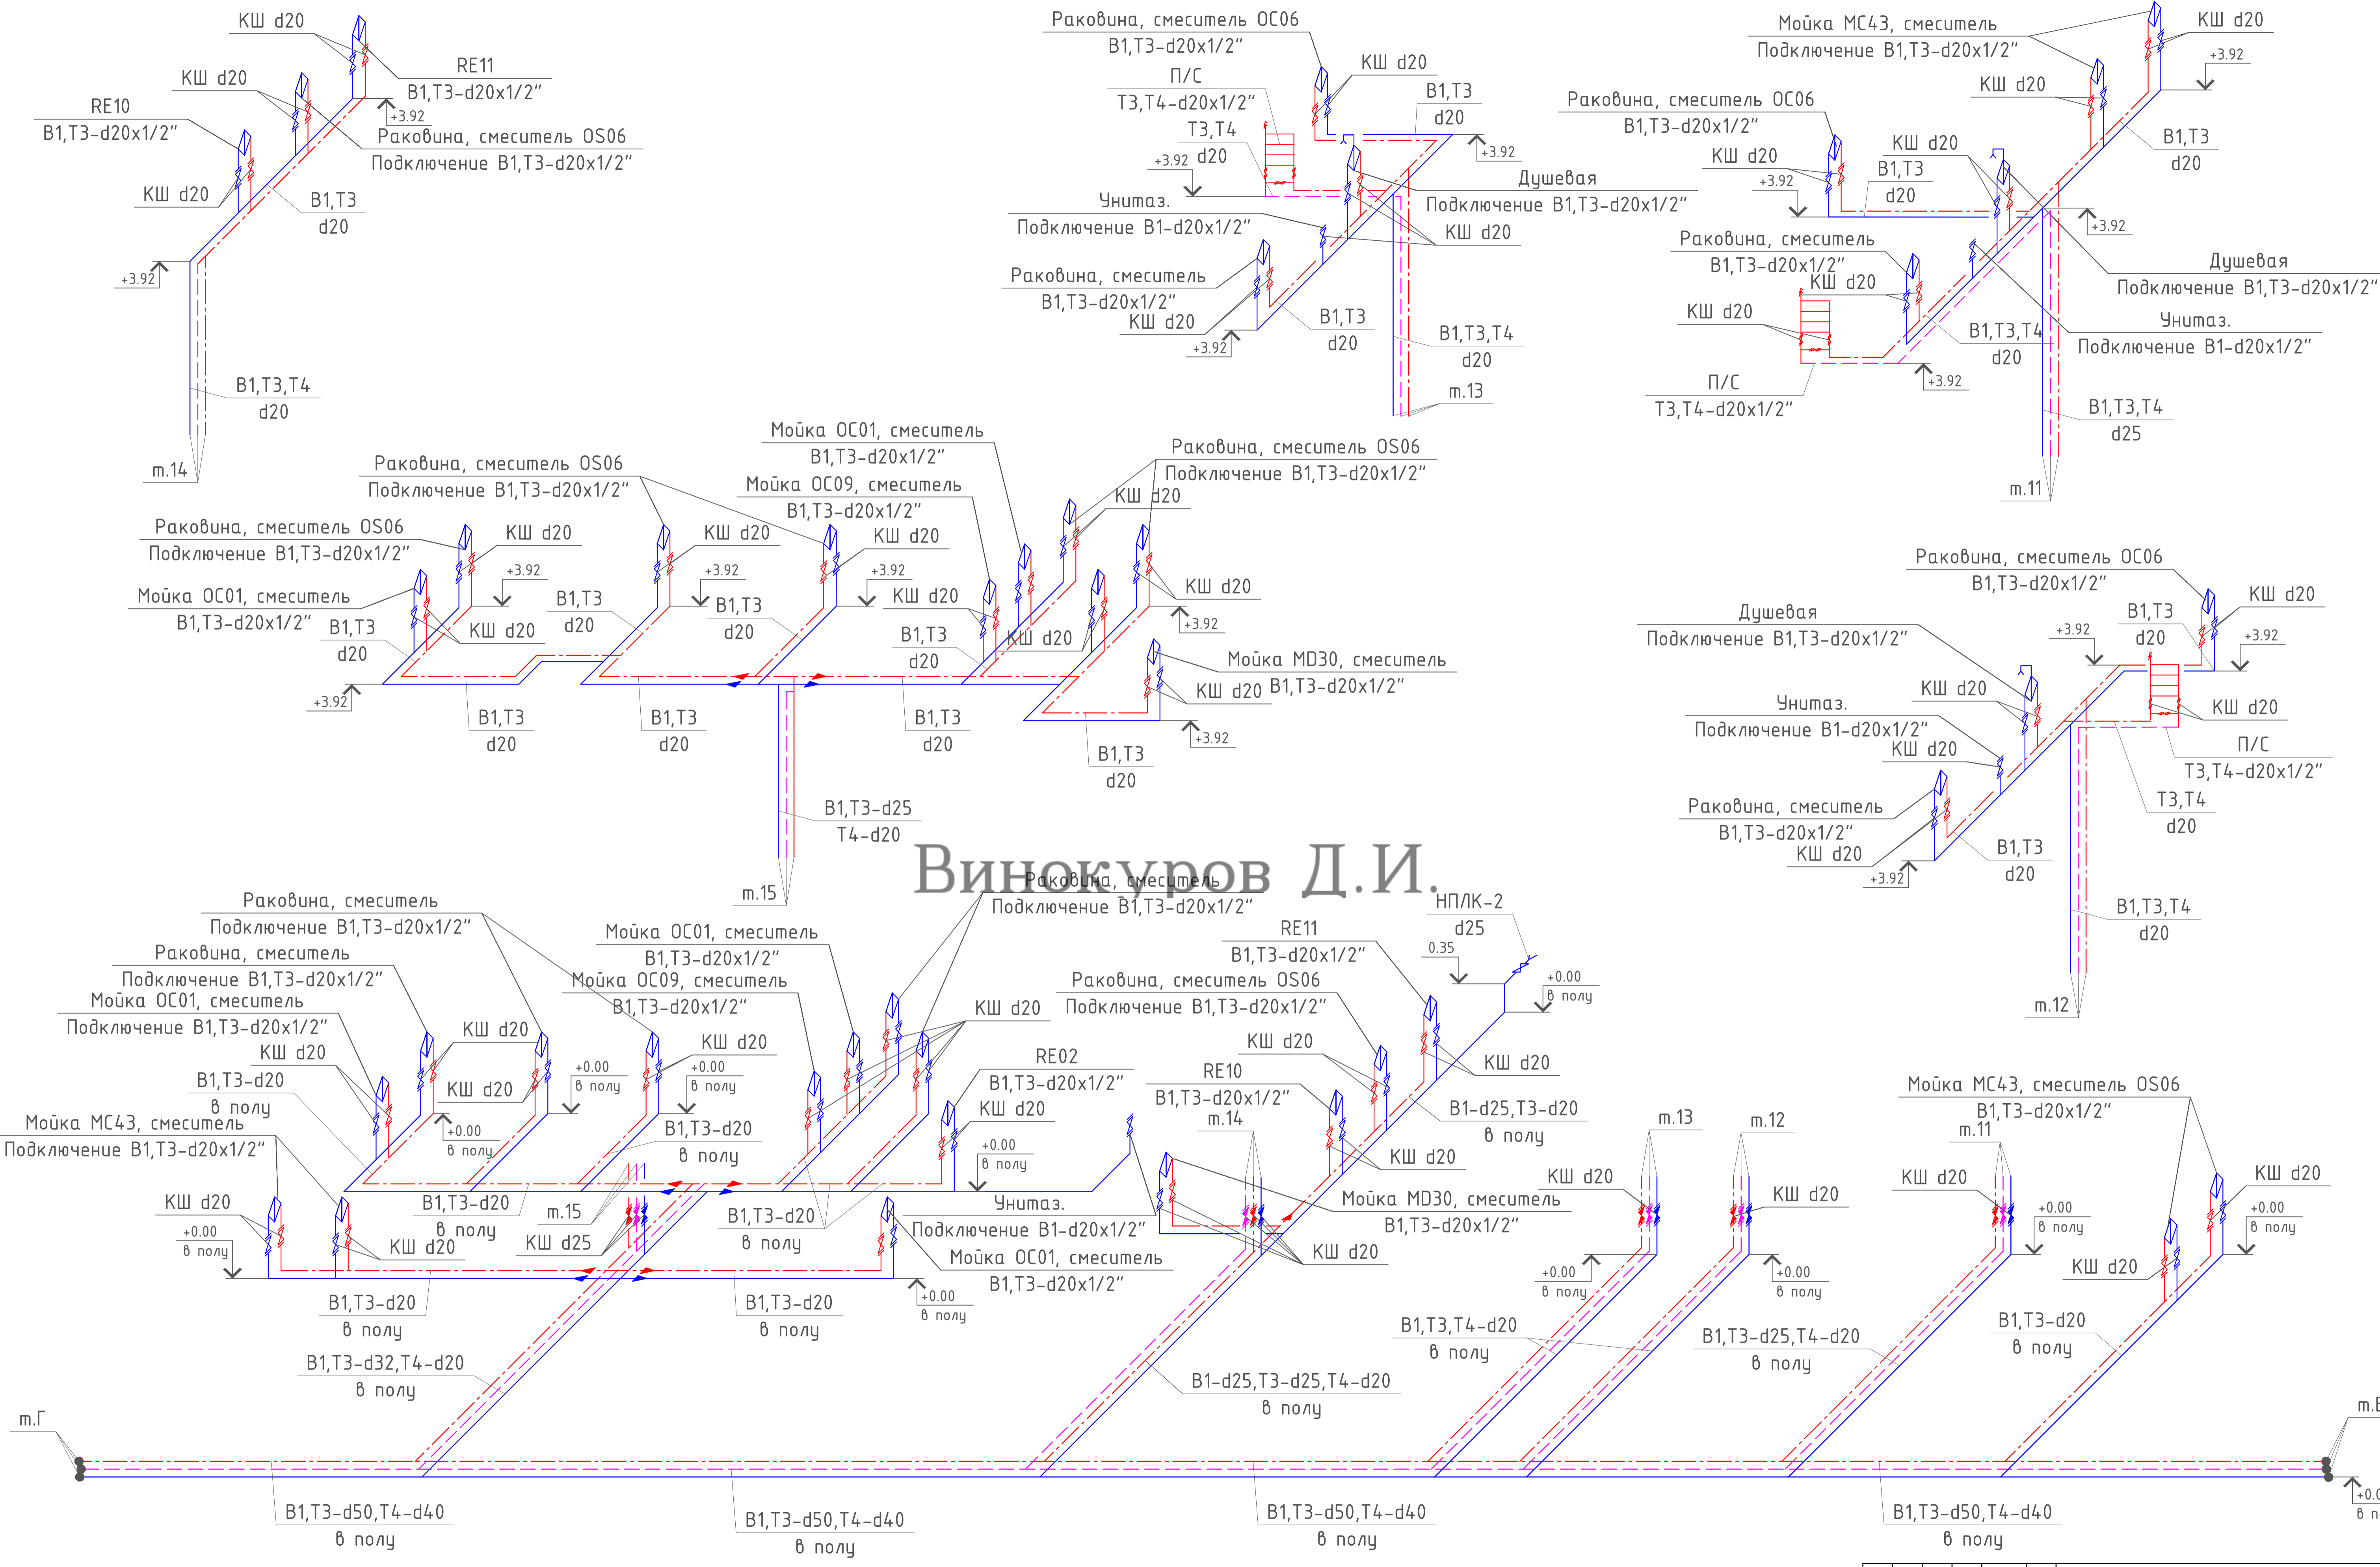 КШ d20
RE11
В1,Т3-d20x1/2"
КШ d20
RE10
В1,Т3-d20x1/2"
+3.92
Раковина, смеситель OS06
Подключение В1,Т3-d20x1/2"
КШ d20
В1,Т3
d20
+3.92
В1,Т3,Т4
d20
т.14
Раковина, смеситель ОС06
В1,Т3-d20x1/2"
П/С
Т3,Т4-d20x1/2"
КШ d20
В1,Т3
d20
Т3,Т4
d20
+3.92
+3.92
Душевая
Подключение В1,Т3-d20x1/2"
Унитаз.
Подключение В1-d20x1/2"
КШ d20
Раковина, смеситель
В1,Т3-d20x1/2"
КШ d20
В1,Т3
d20
+3.92
В1,Т3,Т4
d20
т.13
Мойка МС43, смеситель
Подключение В1,Т3-d20x1/2"
КШ d20
+3.92
КШ d20
Раковина, смеситель ОС06
В1,Т3-d20x1/2"
КШ d20
КШ d20
В1,Т3
d20
В1,Т3
d20
+3.92
+3.92
Раковина, смеситель
В1,Т3-d20x1/2"
КШ d20
Душевая
Подключение В1,Т3-d20x1/2"
КШ d20
В1,Т3,Т4
d20
Унитаз.
Подключение В1-d20x1/2"
П/С
Т3,Т4-d20x1/2"
+3.92
В1,Т3,Т4
d25
т.11
Мойка ОС01, смеситель
В1,Т3-d20x1/2"
Раковина, смеситель OS06
Подключение В1,Т3-d20x1/2"
Раковина, смеситель OS06
Подключение В1,Т3-d20x1/2"
Мойка ОС09, смеситель
В1,Т3-d20x1/2"
КШ d20
Раковина, смеситель OS06
Подключение В1,Т3-d20x1/2"
КШ d20
КШ d20
КШ d20
+3.92
+3.92
+3.92
Мойка ОС01, смеситель
В1,Т3-d20x1/2"
В1,Т3
d20
В1,Т3
d20
КШ d20
КШ d20
+3.92
В1,Т3
d20
КШ d20
В1,Т3
d20
КШ d20
Мойка MD30, смеситель
В1,Т3-d20x1/2"
КШ d20
+3.92
В1,Т3
d20
В1,Т3
d20
В1,Т3
d20
+3.92
В1,Т3
d20
В1,Т3-d25
Т4-d20
т.15
Раковина, смеситель ОС06
В1,Т3-d20x1/2"
КШ d20
Душевая
Подключение В1,Т3-d20x1/2"
В1,Т3
d20
+3.92
+3.92
КШ d20
Унитаз.
Подключение В1-d20x1/2"
КШ d20
КШ d20
П/С
Т3,Т4-d20x1/2"
Раковина, смеситель
В1,Т3-d20x1/2"
КШ d20
Т3,Т4
d20
В1,Т3
d20
+3.92
В1,Т3,Т4
d20
т.12
Винокуров Д.И.
Раковина, смеситель
Подключение В1,Т3-d20x1/2"
Раковина, смеситель
Подключение В1,Т3-d20x1/2"
Раковина, смеситель
Подключение В1,Т3-d20x1/2"
Мойка ОС01, смеситель
В1,Т3-d20x1/2"
Мойка ОС09, смеситель
В1,Т3-d20x1/2"
Мойка ОС01, смеситель
Подключение В1,Т3-d20x1/2"
КШ d20
КШ d20
КШ d20
КШ d20
КШ d20
В1,Т3-d20
в полу
+0.00
в полу
+0.00
в полу
RE02
В1,Т3-d20x1/2"
КШ d20
Мойка МС43, смеситель
Подключение В1,Т3-d20x1/2"
+0.00
в полу
В1,Т3-d20
в полу
+0.00
в полу
КШ d20
+0.00
в полу
В1,Т3-d20
в полу
т.15
В1,Т3-d20
в полу
Унитаз.
Подключение В1-d20x1/2"
КШ d20
КШ d25
Мойка ОС01, смеситель
В1,Т3-d20x1/2"
В1,Т3-d20
в полу
В1,Т3-d20
в полу
+0.00
в полу
В1,Т3-d32,Т4-d20
в полу
НПЛК-2
d25
RE11
В1,Т3-d20x1/2"
0.35
+0.00
в полу
Раковина, смеситель OS06
Подключение В1,Т3-d20x1/2"
КШ d20
КШ d20
RE10
В1,Т3-d20x1/2"
т.14
В1-d25,Т3-d20
в полу
КШ d20
Мойка MD30, смеситель
В1,Т3-d20x1/2"
КШ d20
В1-d25,Т3-d25,Т4-d20
в полу
т.13
т.12
КШ d20
КШ d20
+0.00
в полу
+0.00
в полу
В1,Т3,Т4-d20
в полу
Мойка МС43, смеситель OS06
В1,Т3-d20x1/2"
т.11
КШ d20
КШ d20
+0.00
в полу
+0.00
в полу
КШ d20
В1,Т3-d25,Т4-d20
в полу
В1,Т3-d20
в полу
т.Г
В1,Т3-d50,Т4-d40
в полу
В1,Т3-d50,Т4-d40
в полу
В1,Т3-d50,Т4-d40
в полу
В1,Т3-d50,Т4-d40
в полу